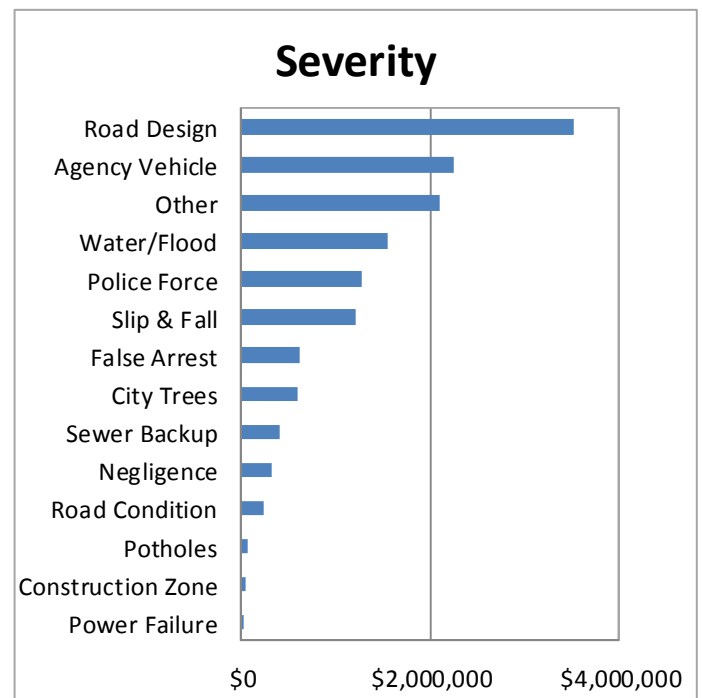 Severity
Road Design
Agency Vehicle
Other
Water/Flood
Police Force
Slip & Fall
False Arrest
City Trees
Sewer Backup
Negligence
Road Condition
Potholes
Construction Zone
Power Failure
$0 $2,000,000 $4,000,000